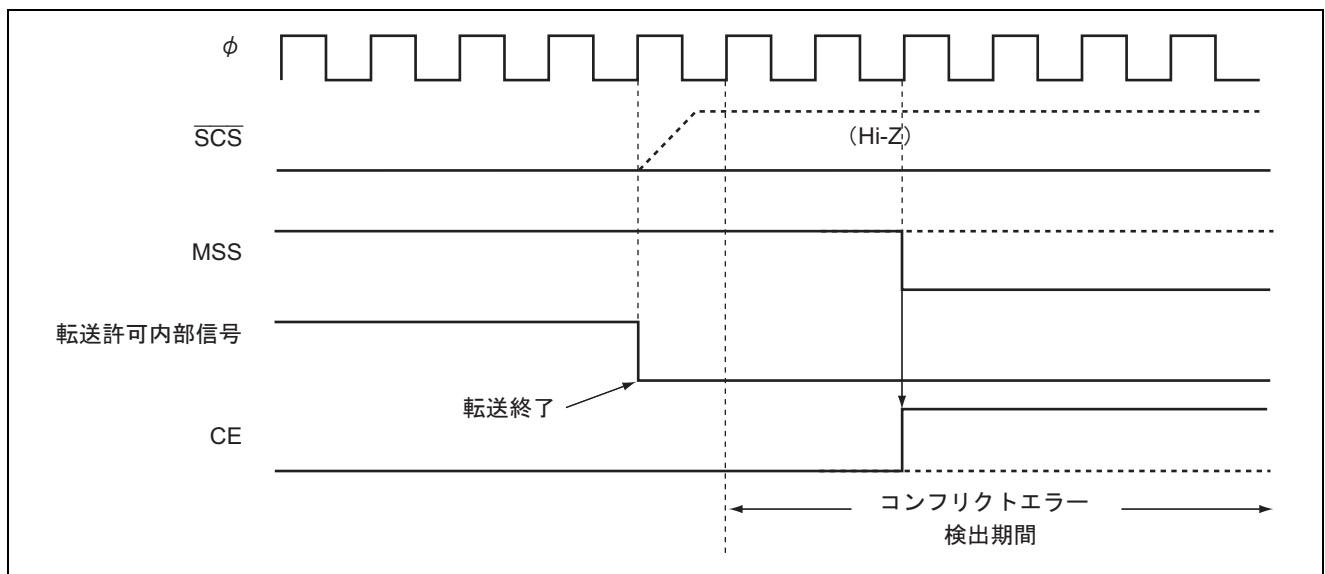 φ
SCS
(Hi-Z)
MSS
転送許可内部信号
転送終了
CE
コンフリクトエラー
検出期間